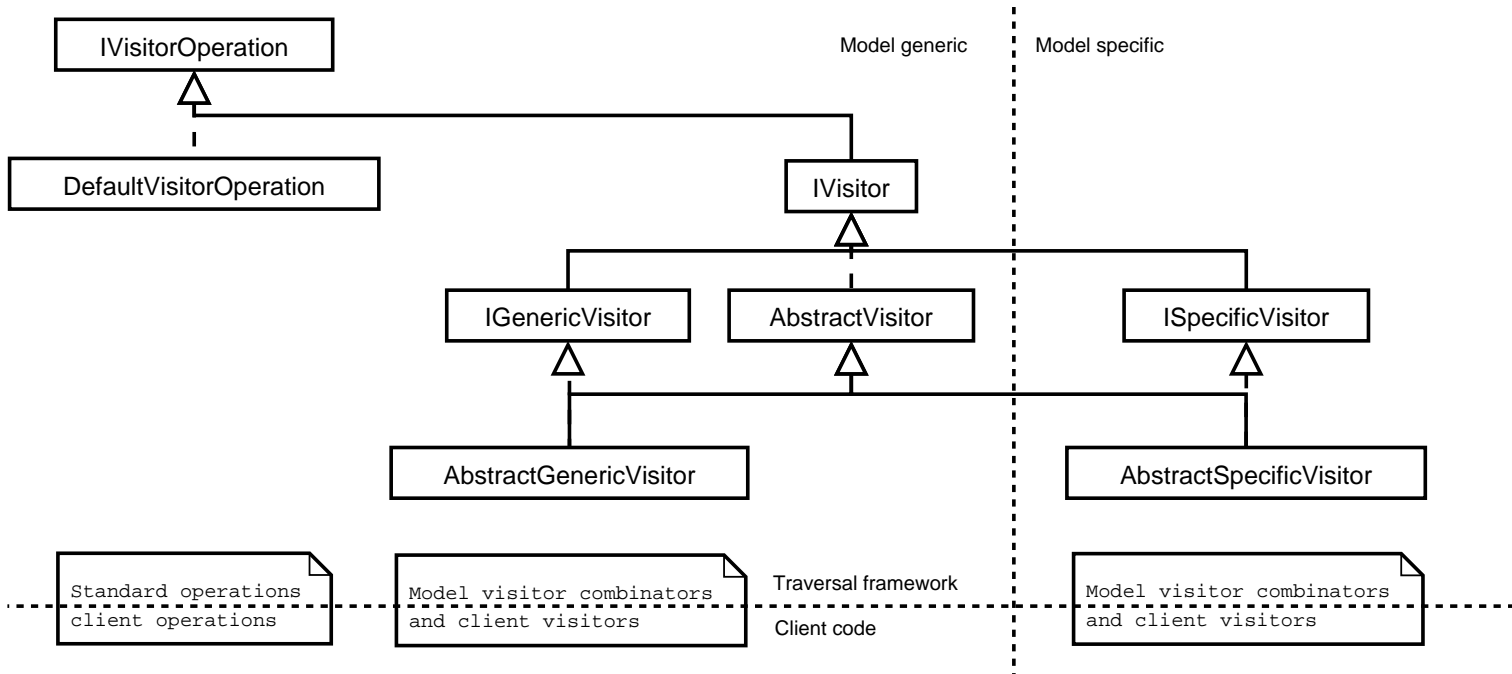 IVisitorOperation
Model generic
Model specific
DefaultVisitorOperation
IVisitor
IGenericVisitor
AbstractVisitor
ISpecificVisitor
AbstractGenericVisitor
AbstractSpecificVisitor
Standard operations
client operations
Model visitor combinators
and client visitors
Traversal framework
Client code
Model visitor combinators
and client visitors